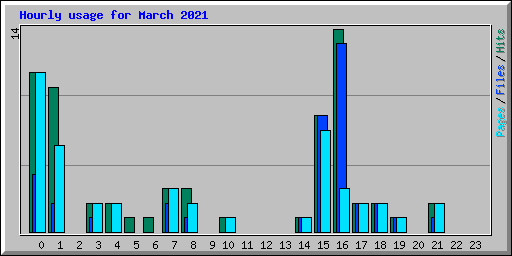 Hourly usage for March 2021
14
Pages/Files/Hits
0 1 2 3 4 5 6 7 8 9 10 11 12 13 14 15 16 17 18 19 20 21 22 23